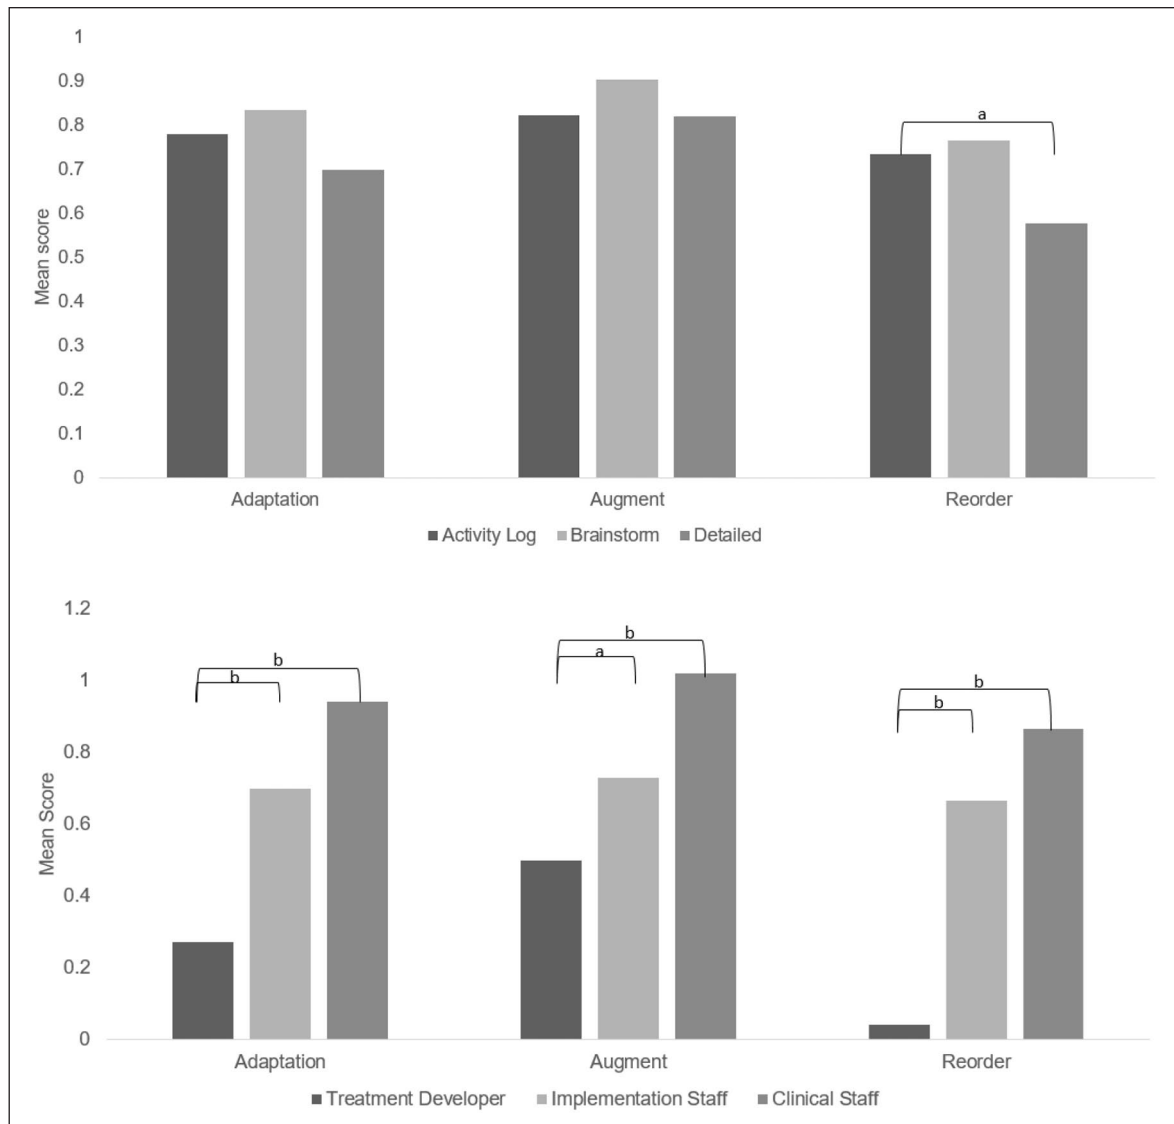 1
0.9
0.8
0.7
0.6
0.5
0.4
0.3
0.2
0.1
0
Mean score
a
Adaptation Augment Reorder
Activity Log Brainstorm Detailed
1.2
1
0.8
0.6
0.4
0.2
0
Mean Score
b
b
b
a
b
b
Adaptation Augment Reorder
Treatment Developer Implementation Staff Clinical Staff